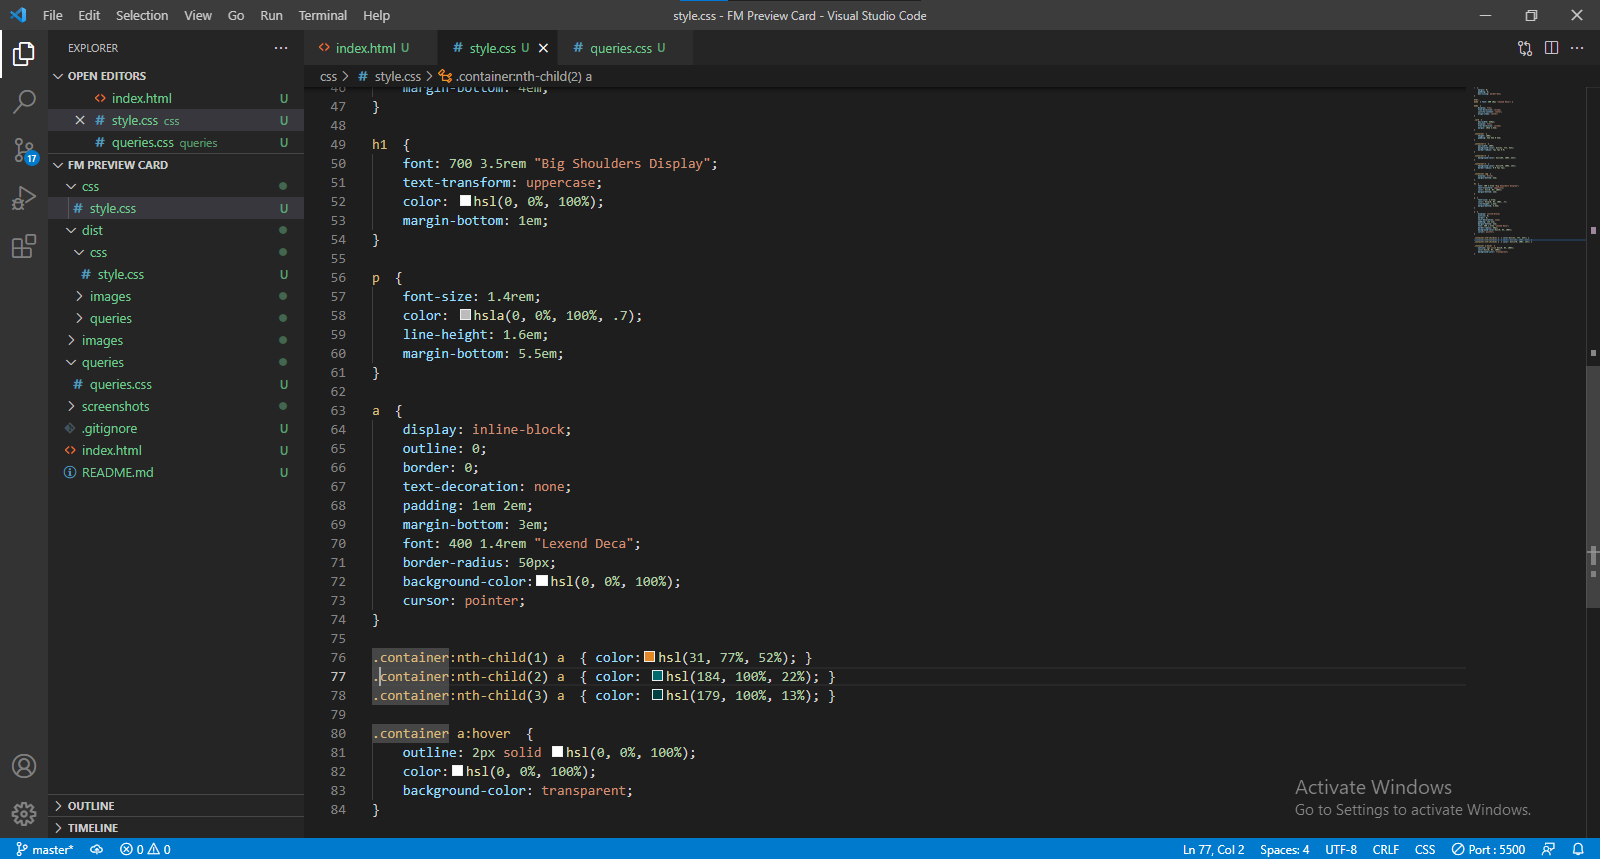 File Edit Selection View Go Run Terminal Help
style.css - FM Preview Card - Visual Studio Code
EXPLORER
OPEN EDITORS
index.html U
style.css css U
queries.css queries U
FM PREVIEW CARD
css
style.css U
dist
css
style.css U
images
queries
images
queries
queries.css U
screenshots
.gitignore U
index.html U
README.md U
OUTLINE
TIMELINE
17
index.html U
style.css U
queries.css U
css > # style.css > .container:nth-child(2) a
46 margin-bottom: 4em;
47 }
48
49 h1 {
50 font: 700 3.5rem "Big Shoulders Display";
51 text-transform: uppercase;
52 color: hsl(0, 0%, 100%);
53 margin-bottom: 1em;
54 }
55
56 p {
57 font-size: 1.4rem;
58 color: hsla(0, 0%, 100%, .7);
59 line-height: 1.6em;
60 margin-bottom: 5.5em;
61 }
62
63 a {
64 display: inline-block;
65 outline: 0;
66 border: 0;
67 text-decoration: none;
68 padding: 1em 2em;
69 margin-bottom: 3em;
70 font: 400 1.4rem "Lexend Deca";
71 border-radius: 50px;
72 background-color: hsl(0, 0%, 100%);
73 cursor: pointer;
74 }
75
76 .container:nth-child(1) a { color: hsl(31, 77%, 52%); }
77 .container:nth-child(2) a { color: hsl(184, 100%, 22%); }
78 .container:nth-child(3) a { color: hsl(179, 100%, 13%); }
79
80 .container a:hover {
81 outline: 2px solid hsl(0, 0%, 100%);
82 color: hsl(0, 0%, 100%);
83 background-color: transparent;
84 }
Activate Windows
Go to Settings to activate Windows.
master* 0 0
Ln 77, Col 2 Spaces: 4 UTF-8 CRLF CSS Port : 5500